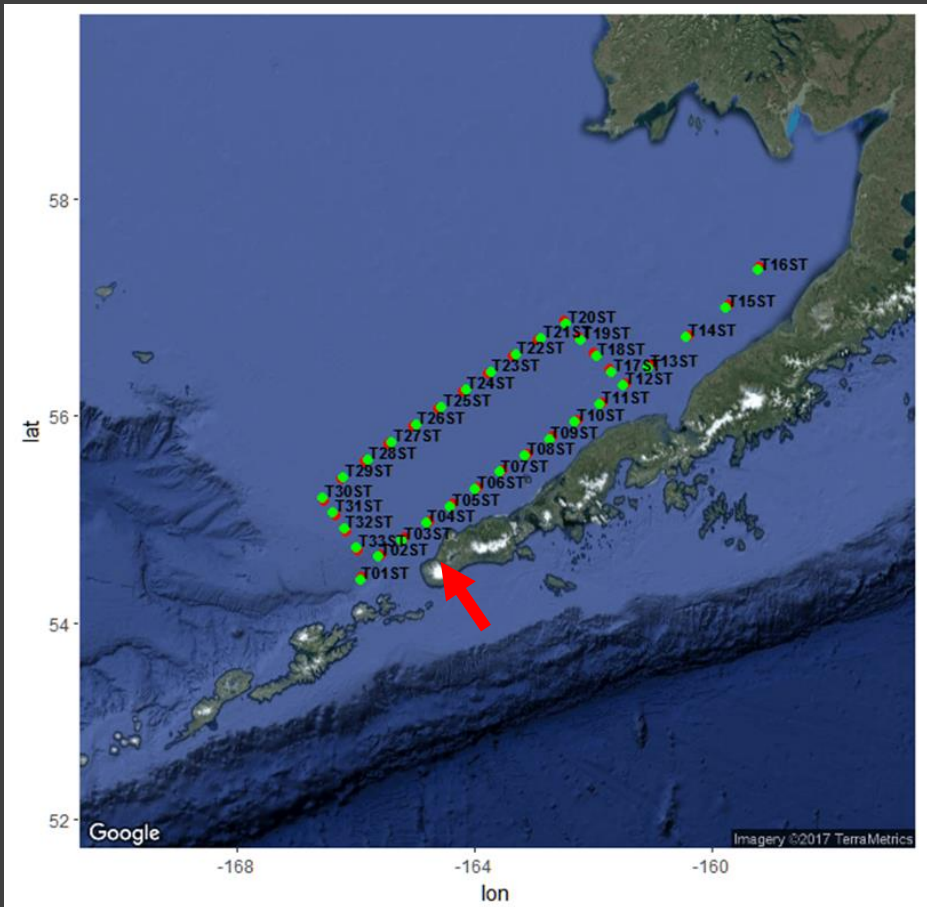 58
T16ST
T15ST
T20ST
T14ST
T21ST
T19ST
T22ST
T18ST
T13ST
T23ST
T17ST
T12ST
T24ST
T11ST
T25ST
56
T10ST
T26ST
T09ST
T27ST
T08ST
T28ST
T07ST
T29ST
T06ST
T30ST
T05ST
T31ST
T04ST
T32ST
T03ST
T33ST
T02ST
T01ST
54
52
lat
Google
Imagery ©2017 TerraMetrics
-168 -164 -160
lon